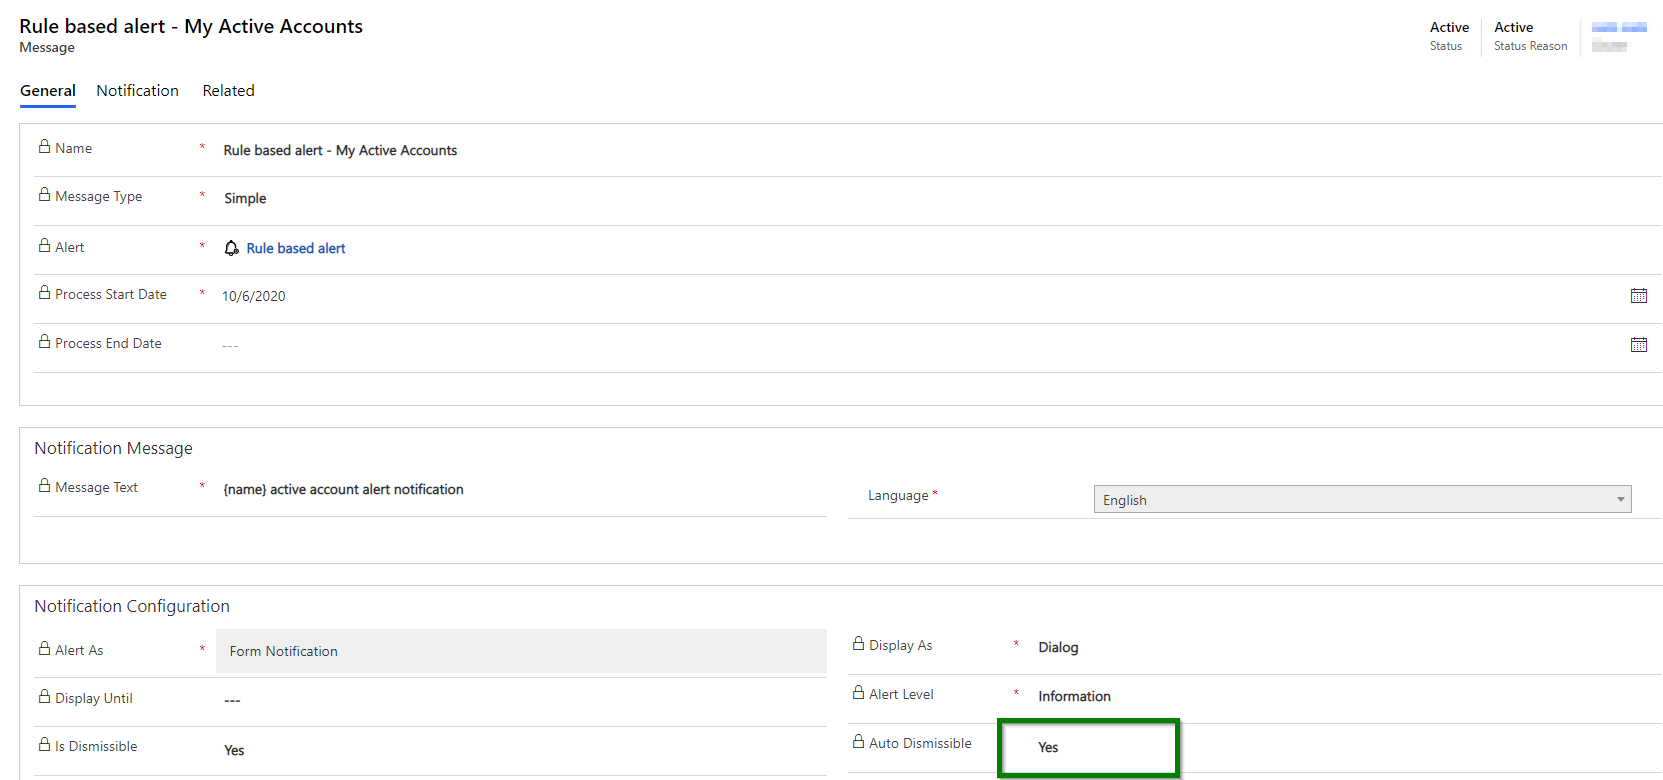 Rule based alert - My Active Accounts
Message
Active
Status
Active
Status Reason
General Notification Related
Name * Rule based alert - My Active Accounts
Message Type * Simple
Alert * Rule based alert
Process Start Date * 10/6/2020
Process End Date ---
Notification Message
Message Text * {name} active account alert notification
Language * English
Notification Configuration
Alert As * Form Notification
Display As * Dialog
Display Until ---
Alert Level * Information
Is Dismissible Yes
Auto Dismissible Yes